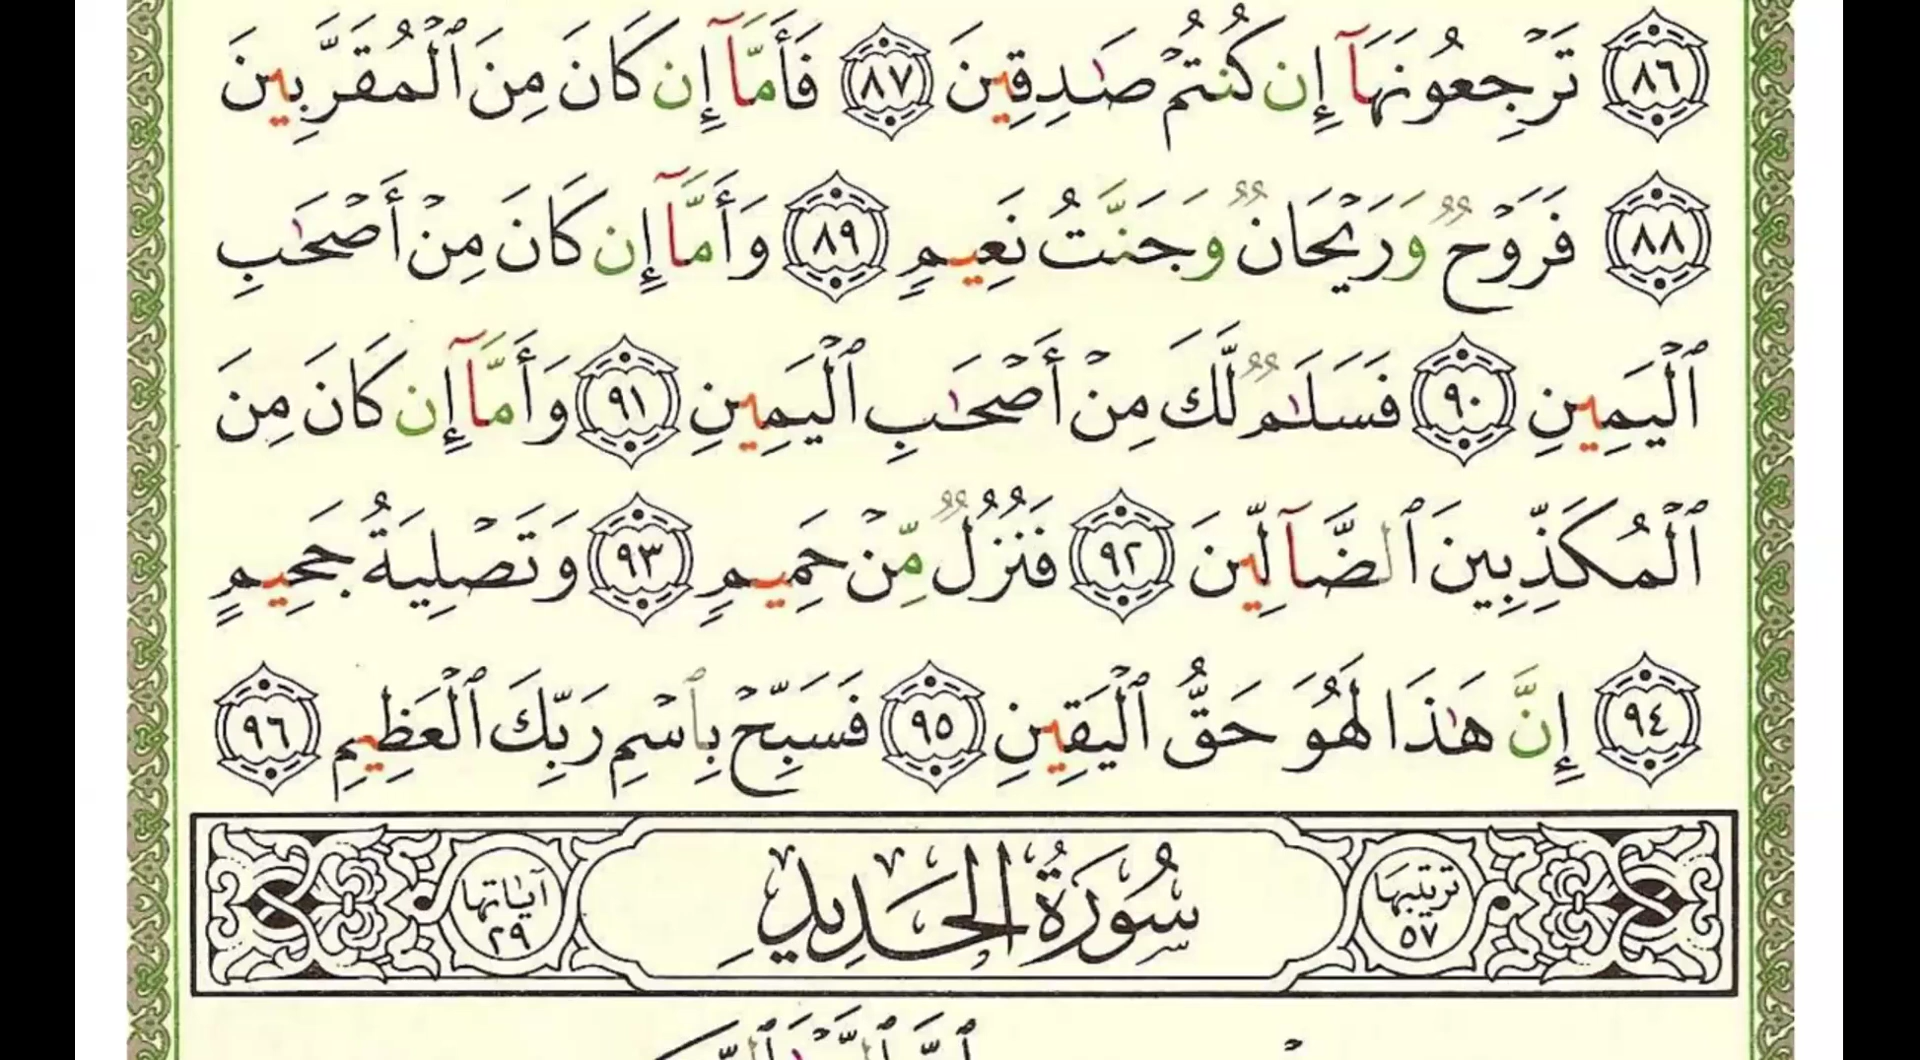 ٨٦ تَرْجِعُونَهَآ إِن كُنتُمْ صَٰدِقِينَ ٨٧ فَأَمَّآ إِن كَانَ مِنَ ٱلْمُقَرَّبِينَ
٨٨ فَرَوْحٌ وَرَيْحَانٌ وَجَنَّتُ نَعِيمٍ ٨٩ وَأَمَّآ إِن كَانَ مِنْ أَصْحَٰبِ
ٱلْيَمِينِ ٩٠ فَسَلَٰمٌ لَّكَ مِنْ أَصْحَٰبِ ٱلْيَمِينِ ٩١ وَأَمَّآ إِن كَانَ مِنَ
ٱلْمُكَذِّبِينَ ٱلضَّآلِّينَ ٩٢ فَنُزُلٌ مِّنْ حَمِيمٍ ٩٣ وَتَصْلِيَةُ جَحِيمٍ
٩٤ إِنَّ هَٰذَا لَهُوَ حَقُّ ٱلْيَقِينِ ٩٥ فَسَبِّحْ بِٱسْمِ رَبِّكَ ٱلْعَظِيمِ ٩٦
ترتيبها ٥٧ سُورَةُ الحَدِيدِ آياتها ٢٩